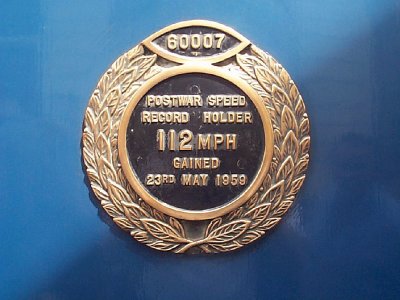 60007
POSTWAR SPEED
RECORD HOLDER
112 MPH
GAINED
23RD MAY 1959